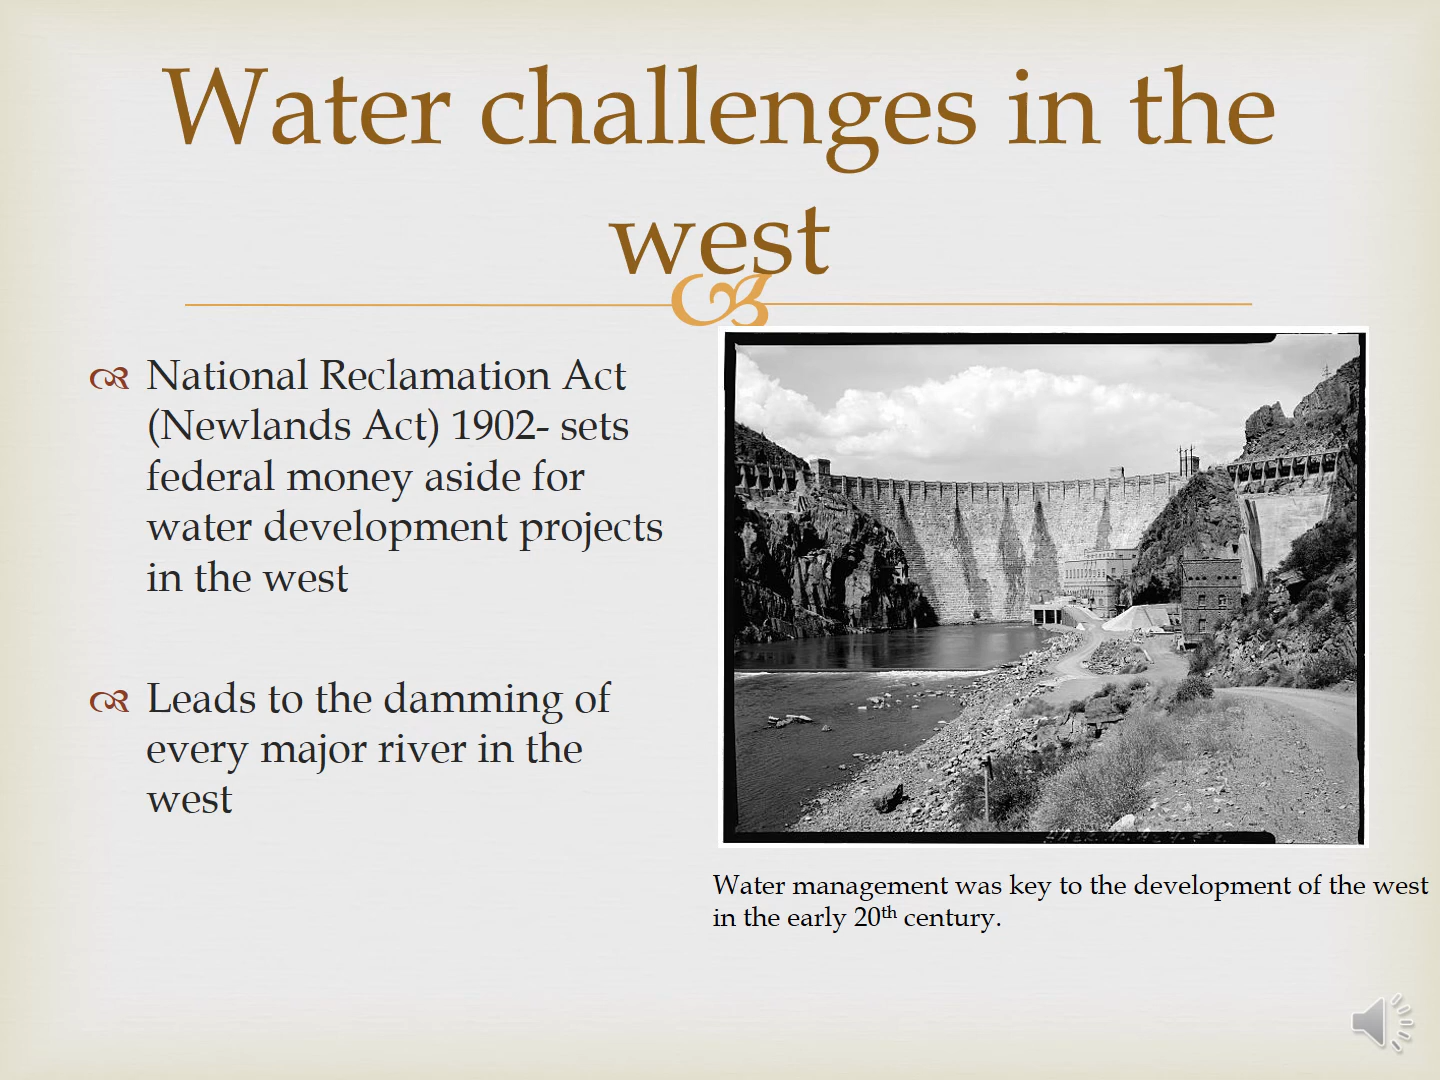 Water challenges in the
west
National Reclamation Act
(Newlands Act) 1902- sets
federal money aside for
water development projects
in the west
Leads to the damming of
every major river in the
west
Water management was key to the development of the west
in the early 20th century.